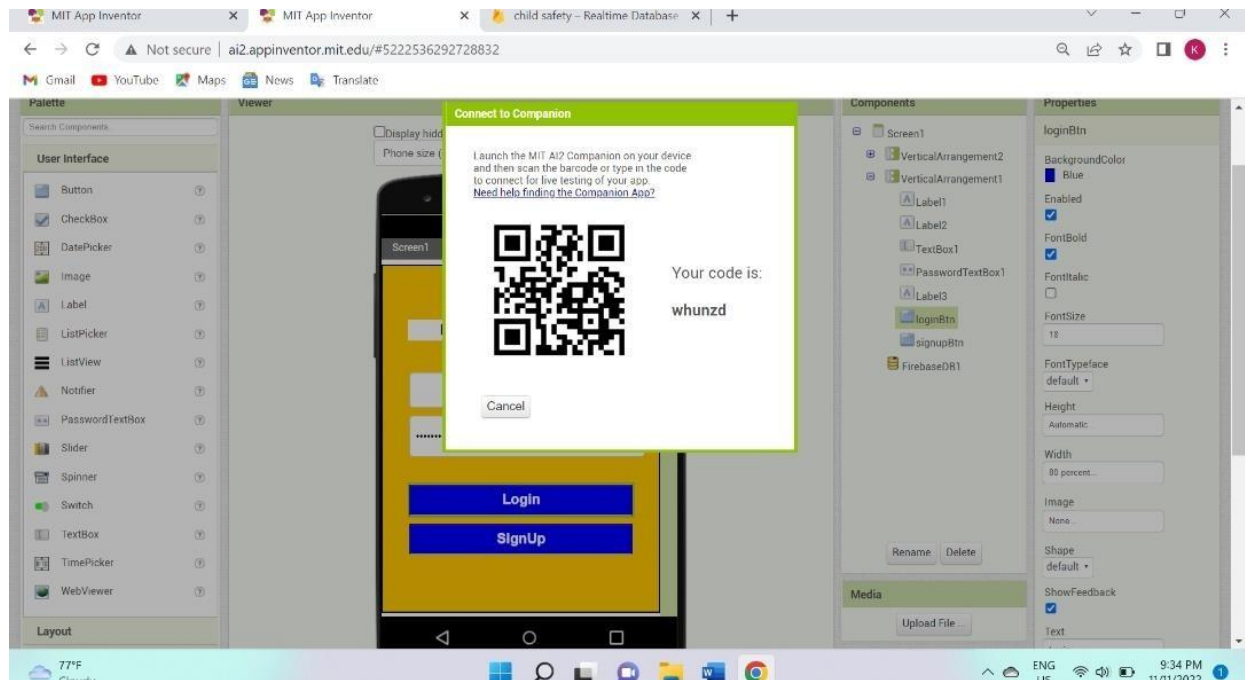 MIT App Inventor
MIT App Inventor
child safety – Realtime Database
Not secure
ai2.appinventor.mit.edu/#5222536292728832
K
Gmail
YouTube
Maps
News
Translate
Palette
Viewer
Components
Properties
Search Components...
User Interface
Button
CheckBox
DatePicker
Image
Label
ListPicker
ListView
Notifier
PasswordTextBox
Slider
Spinner
Switch
TextBox
TimePicker
WebViewer
Layout
Display hidd
Phone size (
Screen1
Login
SignUp
Connect to Companion
Launch the MIT AI2 Companion on your device
and then scan the barcode or type in the code
to connect for live testing of your app.
Need help finding the Companion App?
Your code is:
whunzd
Cancel
Screen1
VerticalArrangement2
VerticalArrangement1
Label1
Label2
TextBox1
PasswordTextBox1
Label3
loginBtn
signupBtn
FirebaseDB1
Rename
Delete
Media
Upload File ...
loginBtn
BackgroundColor
Blue
Enabled
FontBold
FontItalic
FontSize
18
FontTypeface
default
Height
Automatic...
Width
80 percent...
Image
None...
Shape
default
ShowFeedback
Text
77°F
ENG
9:34 PM
11/11/2022
1